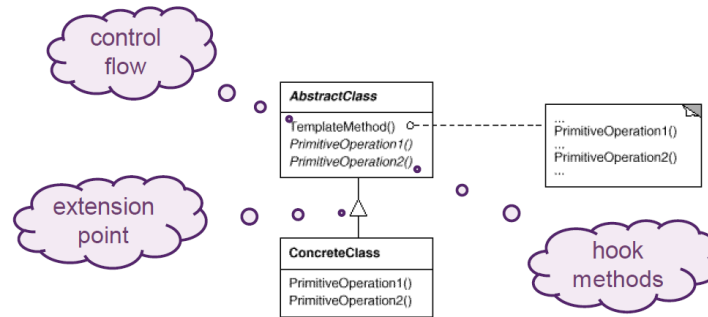 control
flow
AbstractClass
TemplateMethod()
PrimitiveOperation1()
PrimitiveOperation2()
...
PrimitiveOperation1()
...
PrimitiveOperation2()
...
extension
point
ConcreteClass
PrimitiveOperation1()
PrimitiveOperation2()
hook
methods